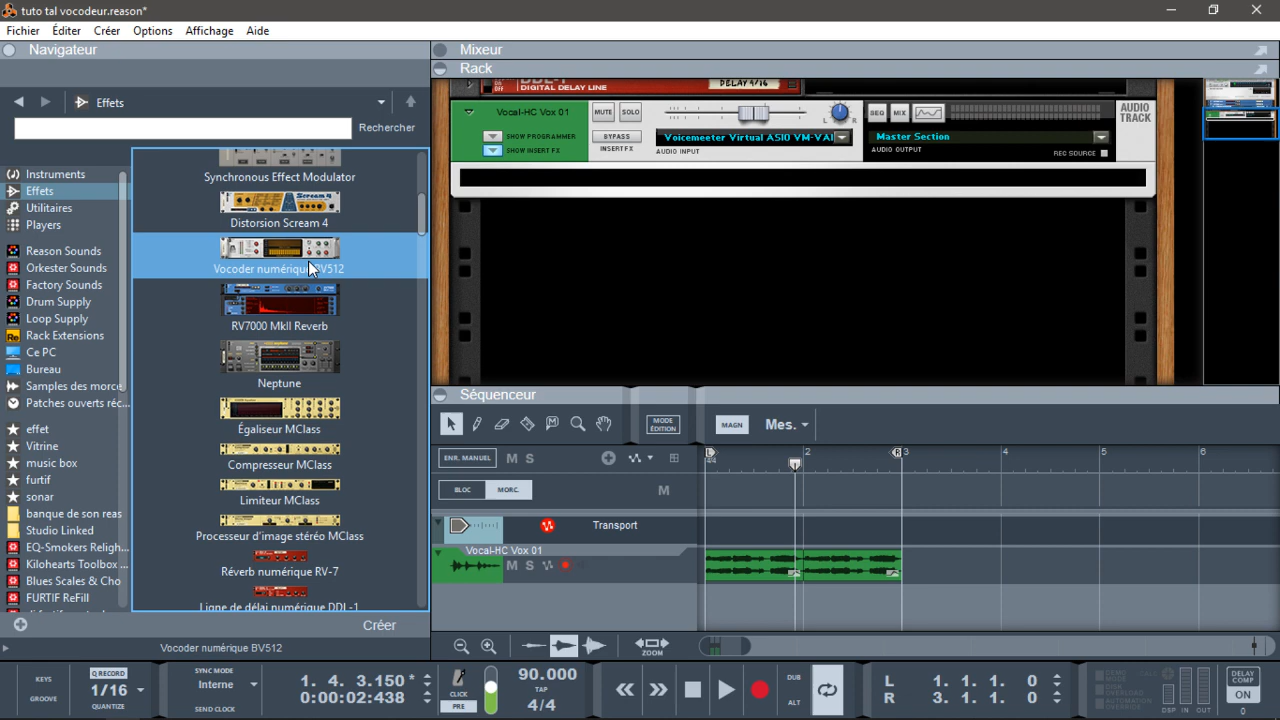 tuto tal vocodeur.reason*
Fichier Éditer Créer Options Affichage Aide
Navigateur
Effets
Rechercher
Instruments
Effets
Utilitaires
Players
Reason Sounds
Orkester Sounds
Factory Sounds
Drum Supply
Loop Supply
Rack Extensions
Ce PC
Bureau
Samples des morce
Patches ouverts réc...
effet
Vitrine
music box
furtif
sonar
banque de son reas
Studio Linked
EQ-Smokers Religh...
Kilohearts Toolbox ...
Blues Scales & Cho
FURTIF ReFill
Synchronous Effect Modulator
Distorsion Scream 4
Vocoder numérique BV512
RV7000 MkII Reverb
Neptune
Égaliseur MClass
Compresseur MClass
Limiteur MClass
Processeur d'image stéréo MClass
Réverb numérique RV-7
Ligne de délai numérique DDL-1
Créer
Vocoder numérique BV512
Mixeur
Rack
DIGITAL DELAY LINE
DELAY 4/16
Vocal-HC Vox 01
MUTE SOLO
L R
SEQ MIX
AUDIO TRACK
SHOW PROGRAMMER
SHOW INSERT FX
BYPASS
INSERT FX
Voicemeeter Virtual ASIO VM-VAI
AUDIO INPUT
Master Section
AUDIO OUTPUT
REC SOURCE
Séquenceur
MODE ÉDITION
MAGN
Mes.
ENR. MANUEL M S
L 4/4 2 R 3 4 5 6
BLOC MORC. M
Transport
Vocal-HC Vox 01
M S
ZOOM
KEYS
GROOVE
Q RECORD
1/16
QUANTIZE
SYNC MODE
Interne
SEND CLOCK
1. 4. 3.150 *
0:00:02:438
CLICK
PRE
90.000
TAP
4/4
DUB
ALT
L 1. 1. 1. 0
R 3. 1. 1. 0
DISK OVERLOAD
AUTOMATION OVERRIDE
DSP IN OUT
DELAY COMP
ON
0